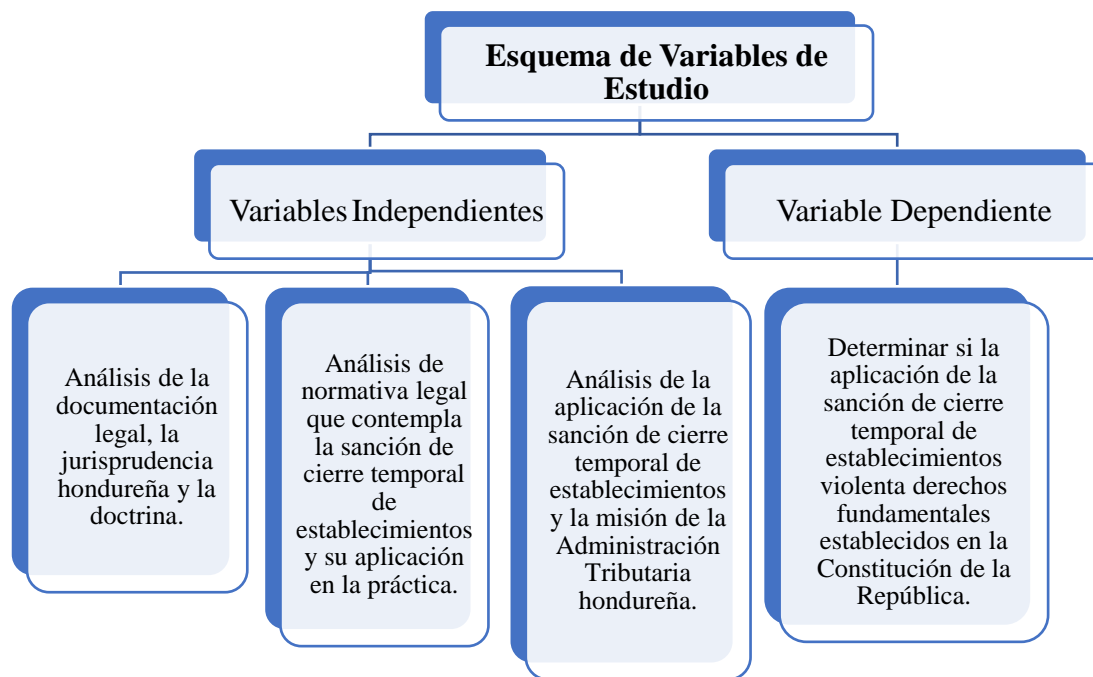 Esquema de Variables de
Estudio
Variables Independientes
Variable Dependiente
Análisis de la
documentación
legal, la
jurisprudencia
hondureña y la
doctrina.
Análisis de
normativa legal
que contempla
la sanción de
cierre temporal
de
establecimientos
y su aplicación
en la práctica.
Análisis de la
aplicación de la
sanción de cierre
temporal de
establecimientos
y la misión de la
Administración
Tributaria
hondureña.
Determinar si la
aplicación de la
sanción de cierre
temporal de
establecimientos
violenta derechos
fundamentales
establecidos en la
Constitución de la
República.